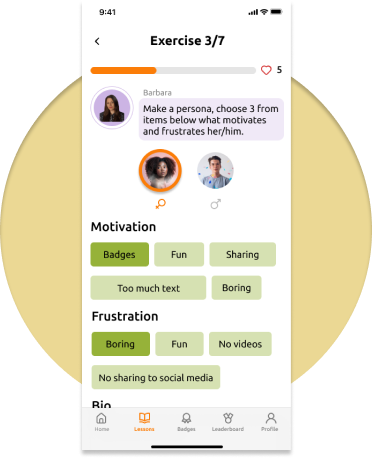 9:41
Exercise 3/7
5
Barbara
Make a persona, choose 3 from
items below what motivates
and frustrates her/him.
Motivation
Badges
Fun
Sharing
Too much text
Boring
Frustration
Boring
Fun
No videos
No sharing to social media
Bio
Home
Lessons
Badges
Leaderboard
Profile